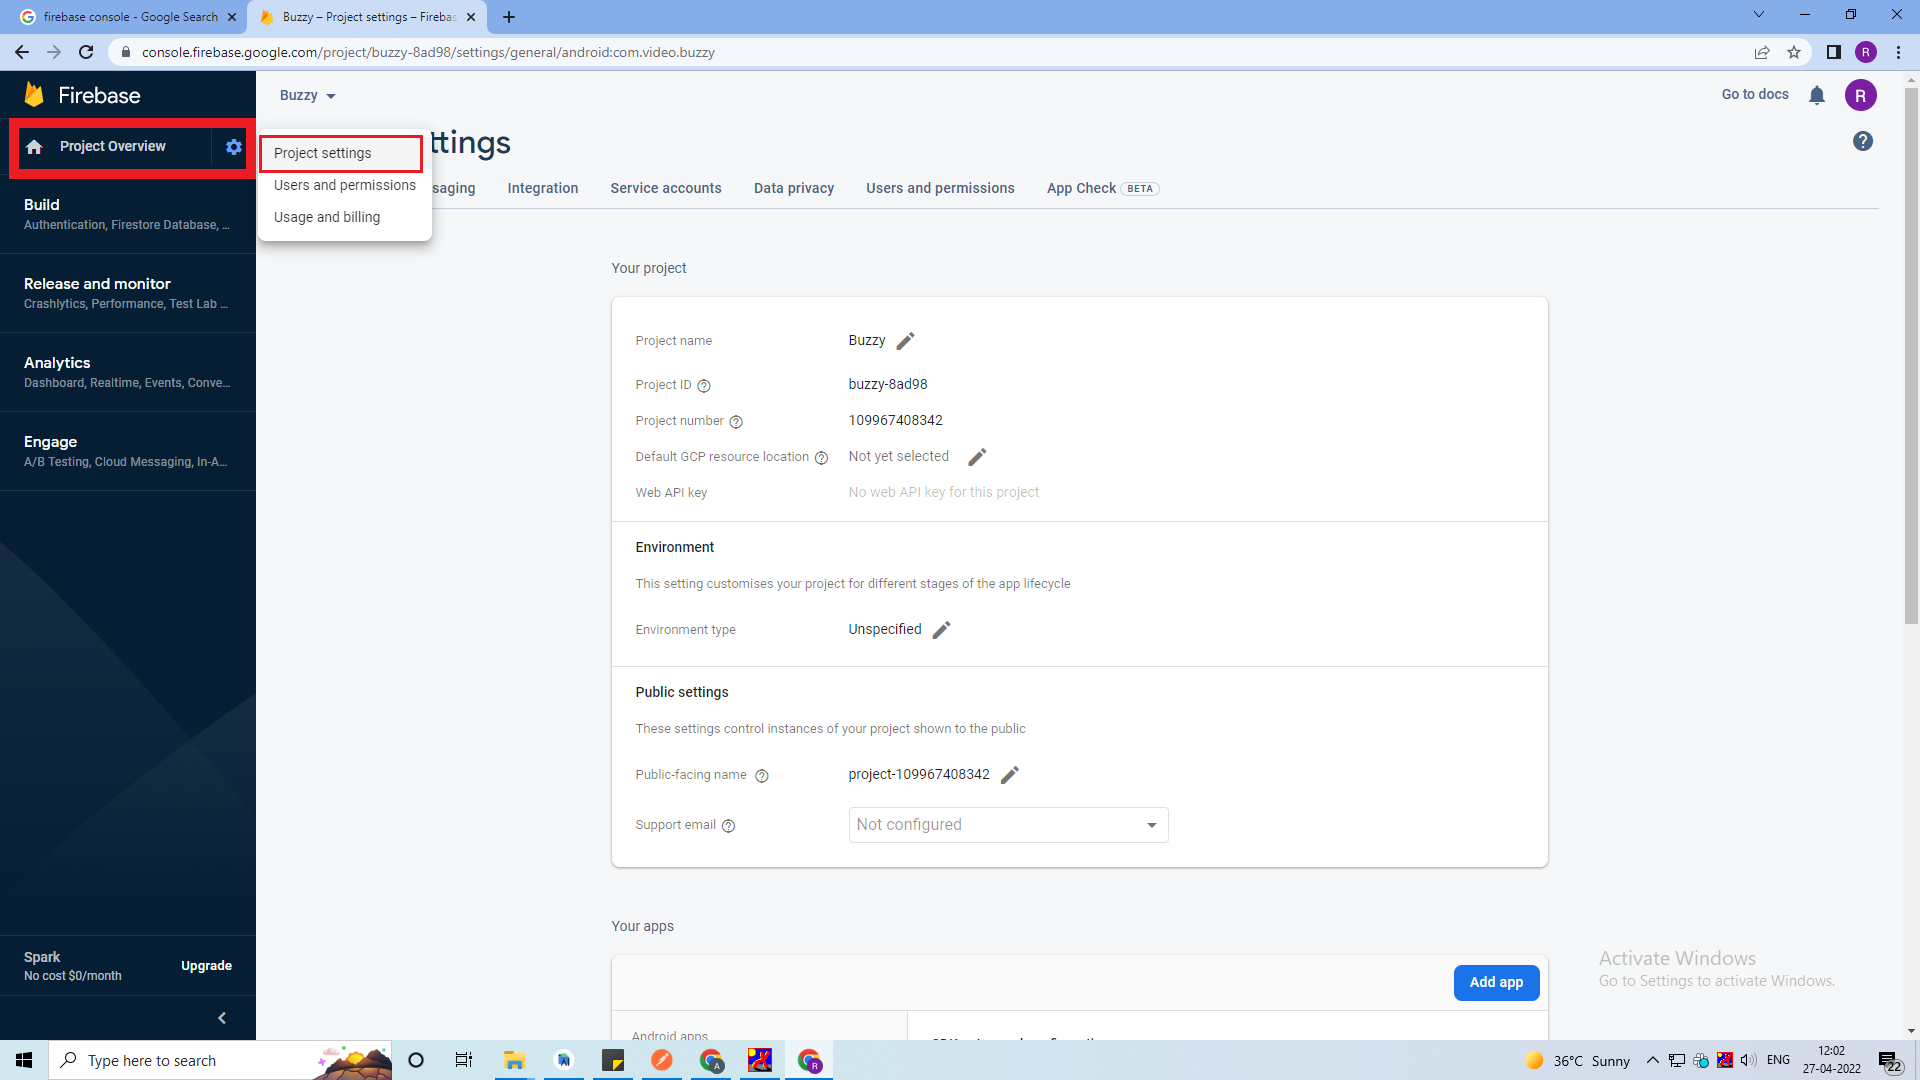 firebase console - Google Search
Buzzy – Project settings – Firebas
console.firebase.google.com/project/buzzy-8ad98/settings/general/android:com.video.buzzy
R
Firebase
Buzzy
Go to docs
R
Project Overview
Project settings
Users and permissions
Usage and billing
ttings
saging
Integration
Service accounts
Data privacy
Users and permissions
App Check BETA
Build
Authentication, Firestore Database, ...
Release and monitor
Crashlytics, Performance, Test Lab ...
Analytics
Dashboard, Realtime, Events, Conve...
Engage
A/B Testing, Cloud Messaging, In-A...
Your project
Project name
Buzzy
Project ID
buzzy-8ad98
Project number
109967408342
Default GCP resource location
Not yet selected
Web API key
No web API key for this project
Environment
This setting customises your project for different stages of the app lifecycle
Environment type
Unspecified
Public settings
These settings control instances of your project shown to the public
Public-facing name
project-109967408342
Support email
Not configured
Your apps
Add app
Android apps
Spark
No cost $0/month
Upgrade
Activate Windows
Go to Settings to activate Windows.
Type here to search
A
R
36°C Sunny
ENG
12:02
27-04-2022
22